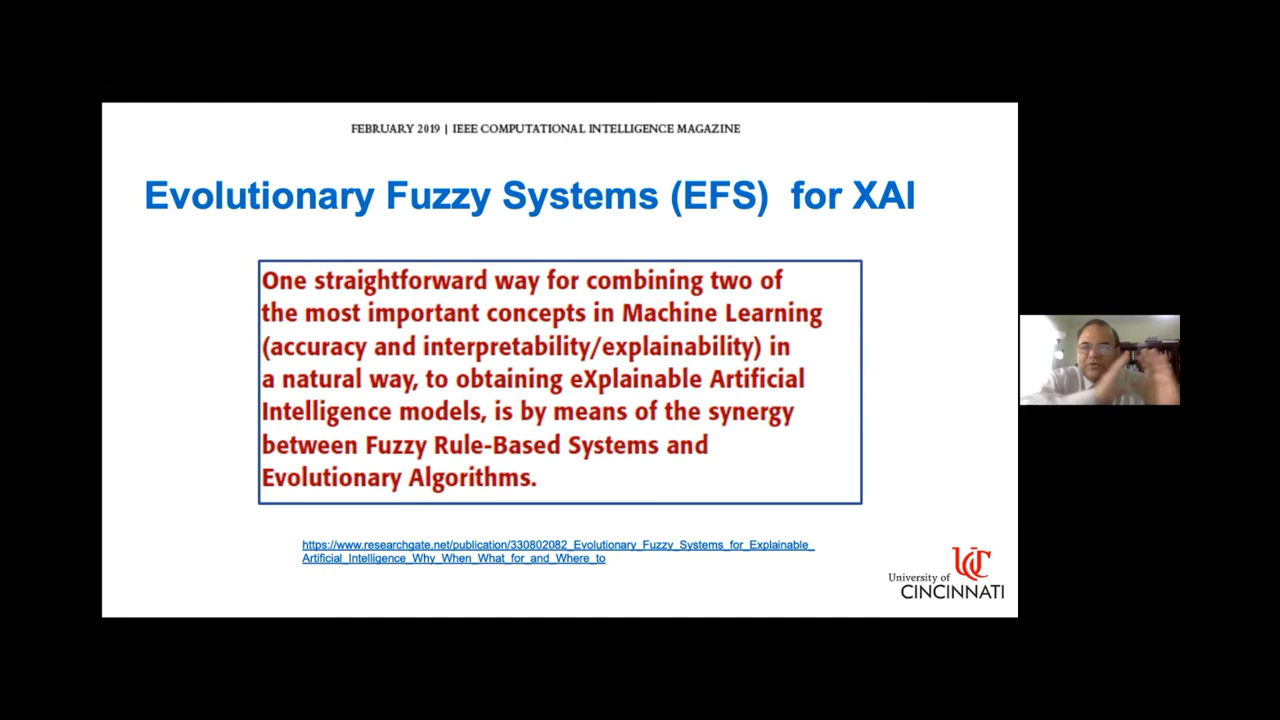 FEBRUARY 2019 | IEEE COMPUTATIONAL INTELLIGENCE MAGAZINE
Evolutionary Fuzzy Systems (EFS)  for XAI
One straightforward way for combining two of
the most important concepts in Machine Learning
(accuracy and interpretability/explainability) in
a natural way, to obtaining eXplainable Artificial
Intelligence models, is by means of the synergy
between Fuzzy Rule-Based Systems and
Evolutionary Algorithms.
https://www.researchgate.net/publication/330802082_Evolutionary_Fuzzy_Systems_for_Explainable_
Artificial_Intelligence_Why_When_What_for_and_Where_to
UC
University of
CINCINNATI